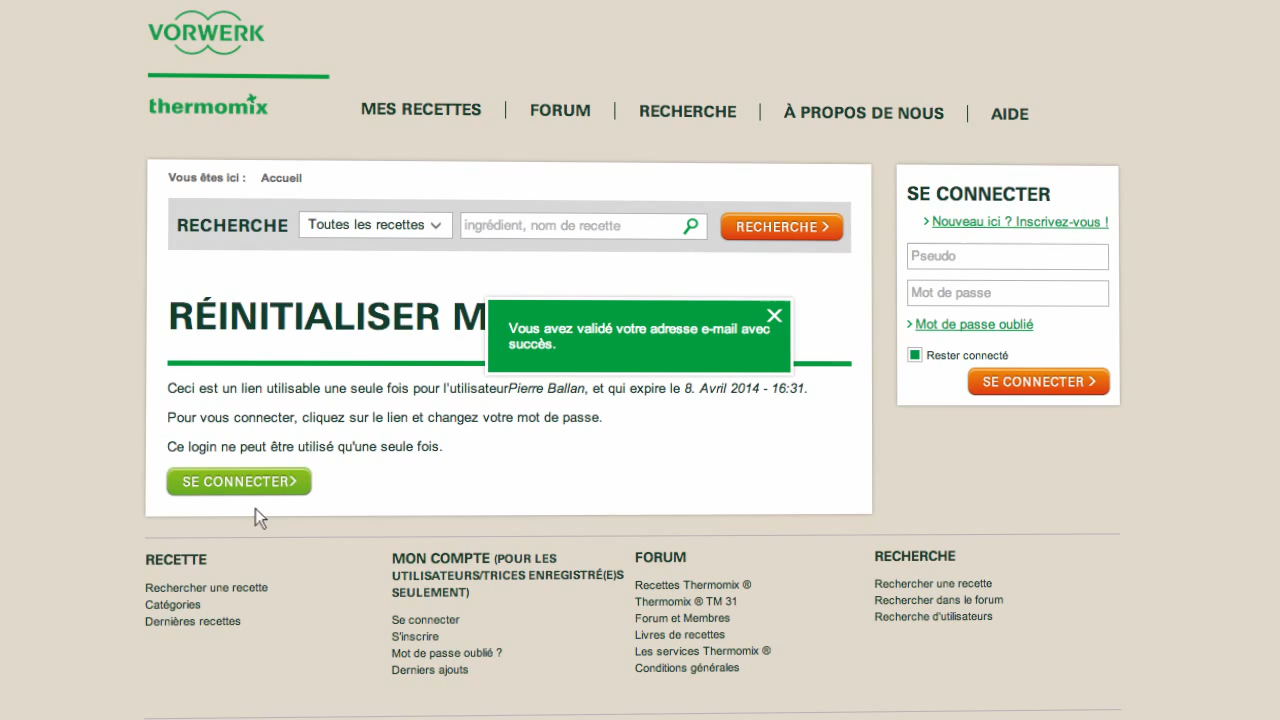 VORWERK
thermomix
MES RECETTES | FORUM | RECHERCHE | À PROPOS DE NOUS | AIDE
Vous êtes ici : Accueil
RECHERCHE Toutes les recettes ingrédient, nom de recette RECHERCHE >
RÉINITIALISER M
Vous avez validé votre adresse e-mail avec
succès.
Ceci est un lien utilisable une seule fois pour l'utilisateurPierre Ballan, et qui expire le 8. Avril 2014 - 16:31.
Pour vous connecter, cliquez sur le lien et changez votre mot de passe.
Ce login ne peut être utilisé qu'une seule fois.
SE CONNECTER>
SE CONNECTER
> Nouveau ici ? Inscrivez-vous !
Pseudo
Mot de passe
> Mot de passe oublié
Rester connecté
SE CONNECTER >
RECETTE
Rechercher une recette
Catégories
Dernières recettes
MON COMPTE (POUR LES
UTILISATEURS/TRICES ENREGISTRÉ(E)S
SEULEMENT)
Se connecter
S'inscrire
Mot de passe oublié ?
Derniers ajouts
FORUM
Recettes Thermomix ®
Thermomix ® TM 31
Forum et Membres
Livres de recettes
Les services Thermomix ®
Conditions générales
RECHERCHE
Rechercher une recette
Rechercher dans le forum
Recherche d'utilisateurs